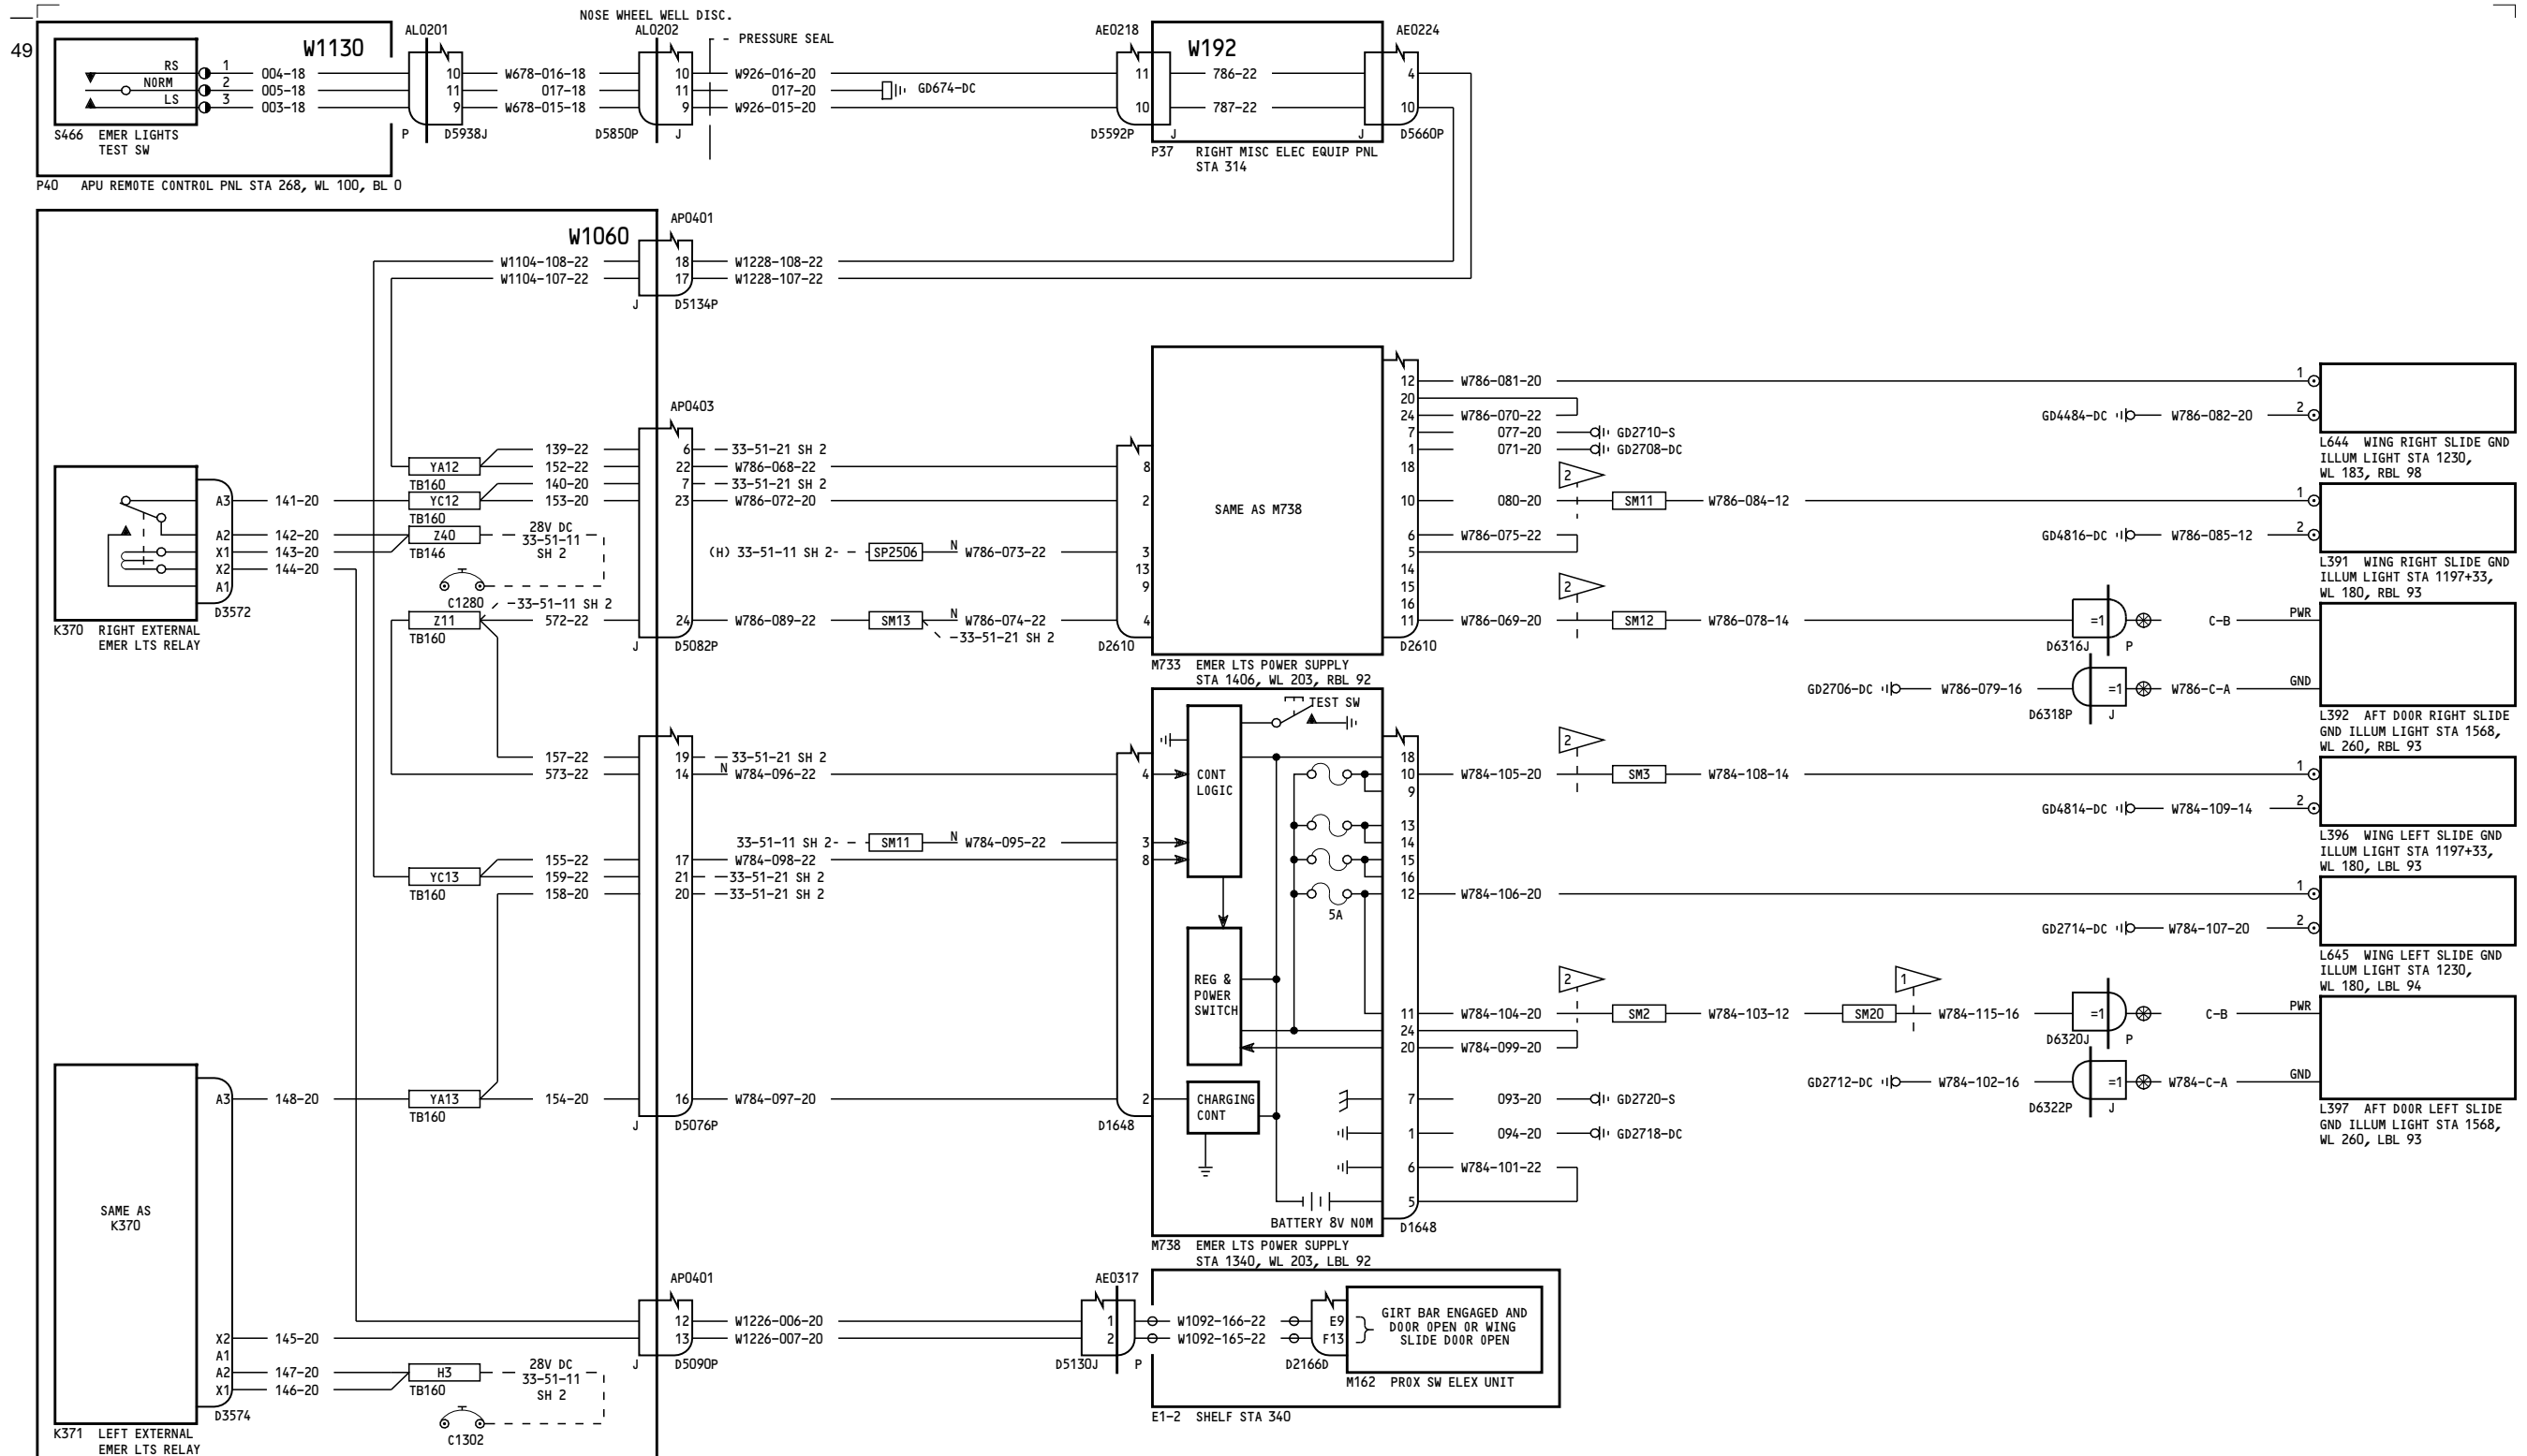 49
W1130
S466 EMER LIGHTS
TEST SW
RS 1 004-18
NORM 2 005-18
LS 3 003-18
P40 APU REMOTE CONTROL PNL STA 268, WL 100, BL 0
AL0201
10
11
9
P D5938J
W678-016-18
017-18
W678-015-18
NOSE WHEEL WELL DISC.
AL0202
10
11
9
D5850P J
PRESSURE SEAL
W926-016-20
017-20
W926-015-20
GD674-DC
AE0218
11
10
D5592P J
W192
786-22
787-22
P37 RIGHT MISC ELEC EQUIP PNL
STA 314
AE0224
4
10
J D5660P
W1060
AP0401
W1104-108-22 18 W1228-108-22
W1104-107-22 17 W1228-107-22
J D5134P
AP0403
139-22 6 33-51-21 SH 2
YA12 152-22 22 W786-068-22 8
TB160
140-20 7 33-51-21 SH 2
A3 141-20 YC12 153-20 23 W786-072-20 2
TB160
A2 142-20 Z40
X1 143-20 TB146
X2 144-20
A1
D3572
28V DC
33-51-11
SH 2
C1280
33-51-11 SH 2
Z11 572-22 24 W786-089-22 SM13 N W786-074-22 4
TB160
33-51-21 SH 2
(H) 33-51-11 SH 2 SP2506 N W786-073-22 3
13
9
J D5082P
D2610
K370 RIGHT EXTERNAL
EMER LTS RELAY
SAME AS M738
M733 EMER LTS POWER SUPPLY
STA 1406, WL 203, RBL 92
12 W786-081-20
20
24 W786-070-22
7 077-20 GD2710-S
1 071-20 GD2708-DC
18
2
10 080-20 SM11 W786-084-12
6 W786-075-22
5
14
15
16
2
11 W786-069-20 SM12 W786-078-14
D2610
1
GD4484-DC W786-082-20 2
L644 WING RIGHT SLIDE GND
ILLUM LIGHT STA 1230,
WL 183, RBL 98
1
GD4816-DC W786-085-12 2
L391 WING RIGHT SLIDE GND
ILLUM LIGHT STA 1197+33,
WL 180, RBL 93
=1 C-B PWR
D6316J P
GD2706-DC W786-079-16 =1 W786-C-A GND
D6318P J
L392 AFT DOOR RIGHT SLIDE
GND ILLUM LIGHT STA 1568,
WL 260, RBL 93
157-22 19 33-51-21 SH 2
573-22 14 N W784-096-22 4
33-51-11 SH 2 SM11 N W784-095-22 3
155-22 17 W784-098-22 8
YC13 159-22 21 33-51-21 SH 2
TB160
158-20 20 33-51-21 SH 2
A3 148-20 YA13 154-20 16 W784-097-20 2
TB160
J D5076P
D1648
TEST SW
CONT
LOGIC
REG &
POWER
SWITCH
CHARGING
CONT
5A
BATTERY 8V NOM
M738 EMER LTS POWER SUPPLY
STA 1340, WL 203, LBL 92
18
2
10 W784-105-20 SM3 W784-108-14
9
13
14
15
16
12 W784-106-20
2
1
11 W784-104-20 SM2 W784-103-12 SM20 W784-115-16 =1 C-B PWR
24
20 W784-099-20
D6320J P
7 093-20 GD2720-S
1 094-20 GD2718-DC
6 W784-101-22
5
D1648
1
GD4814-DC W784-109-14 2
L396 WING LEFT SLIDE GND
ILLUM LIGHT STA 1197+33,
WL 180, LBL 93
1
GD2714-DC W784-107-20 2
L645 WING LEFT SLIDE GND
ILLUM LIGHT STA 1230,
WL 180, LBL 94
GD2712-DC W784-102-16 =1 W784-C-A GND
D6322P J
L397 AFT DOOR LEFT SLIDE
GND ILLUM LIGHT STA 1568,
WL 260, LBL 93
SAME AS
K370
AP0401
12 W1226-006-20
X2 145-20 13 W1226-007-20
A1
A2 147-20 H3
X1 146-20 TB160
D3574
28V DC
33-51-11
SH 2
C1302
J D5090P
K371 LEFT EXTERNAL
EMER LTS RELAY
AE0317
1 W1092-166-22 E9
2 W1092-165-22 F13
D5130J P
D2166D
GIRT BAR ENGAGED AND
DOOR OPEN OR WING
SLIDE DOOR OPEN
M162 PROX SW ELEX UNIT
E1-2 SHELF STA 340